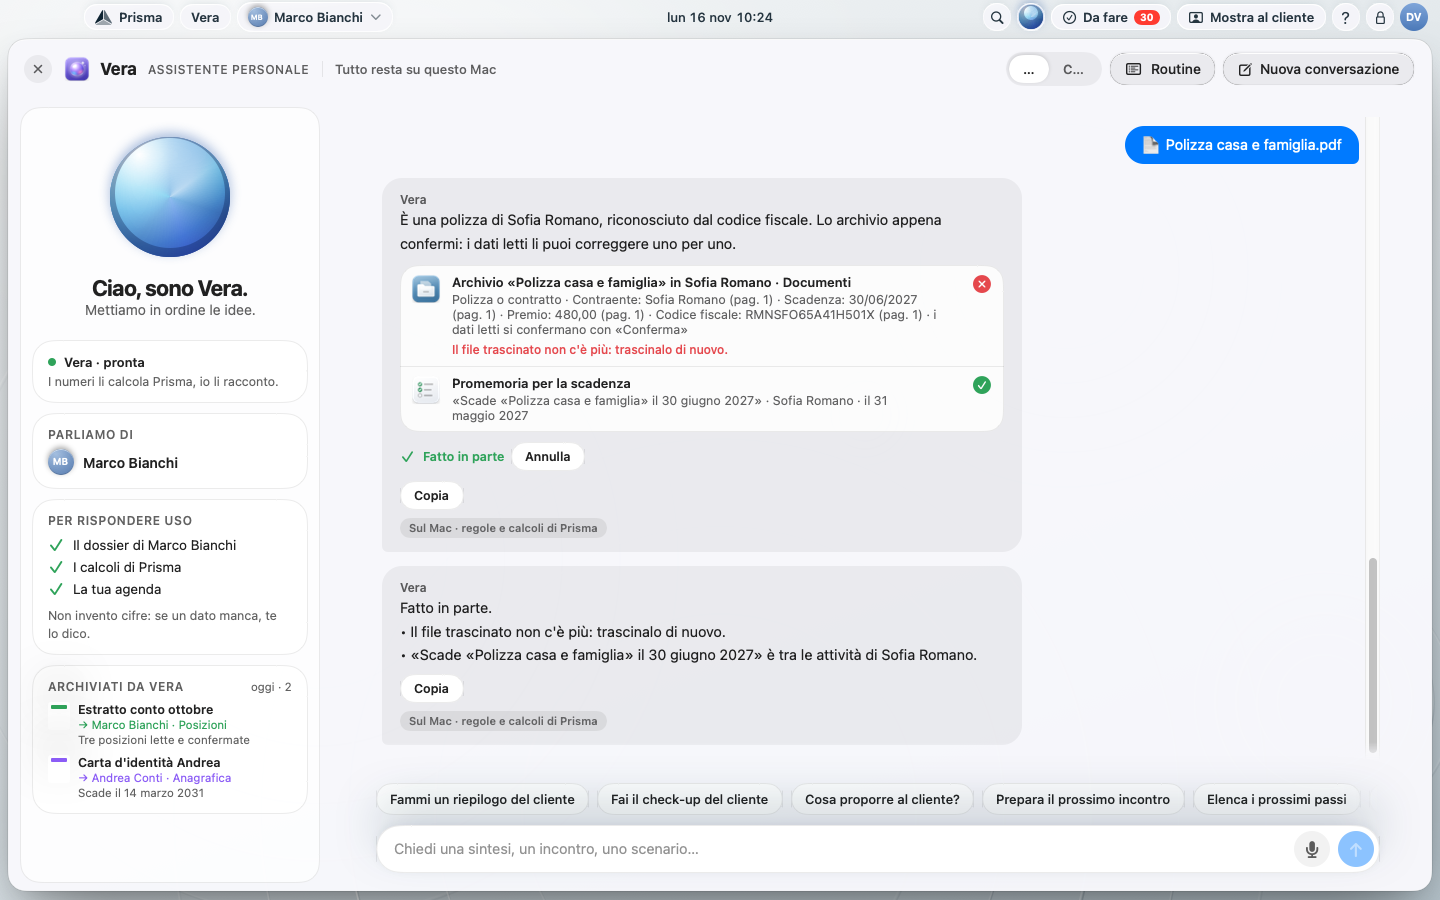 Prisma
Vera
MB Marco Bianchi
lun 16 nov 10:24
Da fare 30
Mostra al cliente
?
DV
Vera ASSISTENTE PERSONALE
Tutto resta su questo Mac
...
C...
Routine
Nuova conversazione
Ciao, sono Vera.
Mettiamo in ordine le idee.
Vera · pronta
I numeri li calcola Prisma, io li racconto.
PARLIAMO DI
MB Marco Bianchi
PER RISPONDERE USO
Il dossier di Marco Bianchi
I calcoli di Prisma
La tua agenda
Non invento cifre: se un dato manca, te
lo dico.
ARCHIVIATI DA VERA oggi · 2
Estratto conto ottobre
→ Marco Bianchi · Posizioni
Tre posizioni lette e confermate
Carta d'identità Andrea
→ Andrea Conti · Anagrafica
Scade il 14 marzo 2031
Polizza casa e famiglia.pdf
Vera
È una polizza di Sofia Romano, riconosciuto dal codice fiscale. Lo archivio appena
confermi: i dati letti li puoi correggere uno per uno.
Archivio «Polizza casa e famiglia» in Sofia Romano · Documenti
Polizza o contratto · Contraente: Sofia Romano (pag. 1) · Scadenza: 30/06/2027
(pag. 1) · Premio: 480,00 (pag. 1) · Codice fiscale: RMNSFO65A41H501X (pag. 1) · i
dati letti si confermano con «Conferma»
Il file trascinato non c'è più: trascinalo di nuovo.
Promemoria per la scadenza
«Scade «Polizza casa e famiglia» il 30 giugno 2027» · Sofia Romano · il 31
maggio 2027
Fatto in parte
Annulla
Copia
Sul Mac · regole e calcoli di Prisma
Vera
Fatto in parte.
• Il file trascinato non c'è più: trascinalo di nuovo.
• «Scade «Polizza casa e famiglia» il 30 giugno 2027» è tra le attività di Sofia Romano.
Copia
Sul Mac · regole e calcoli di Prisma
Fammi un riepilogo del cliente
Fai il check-up del cliente
Cosa proporre al cliente?
Prepara il prossimo incontro
Elenca i prossimi passi
Chiedi una sintesi, un incontro, uno scenario...